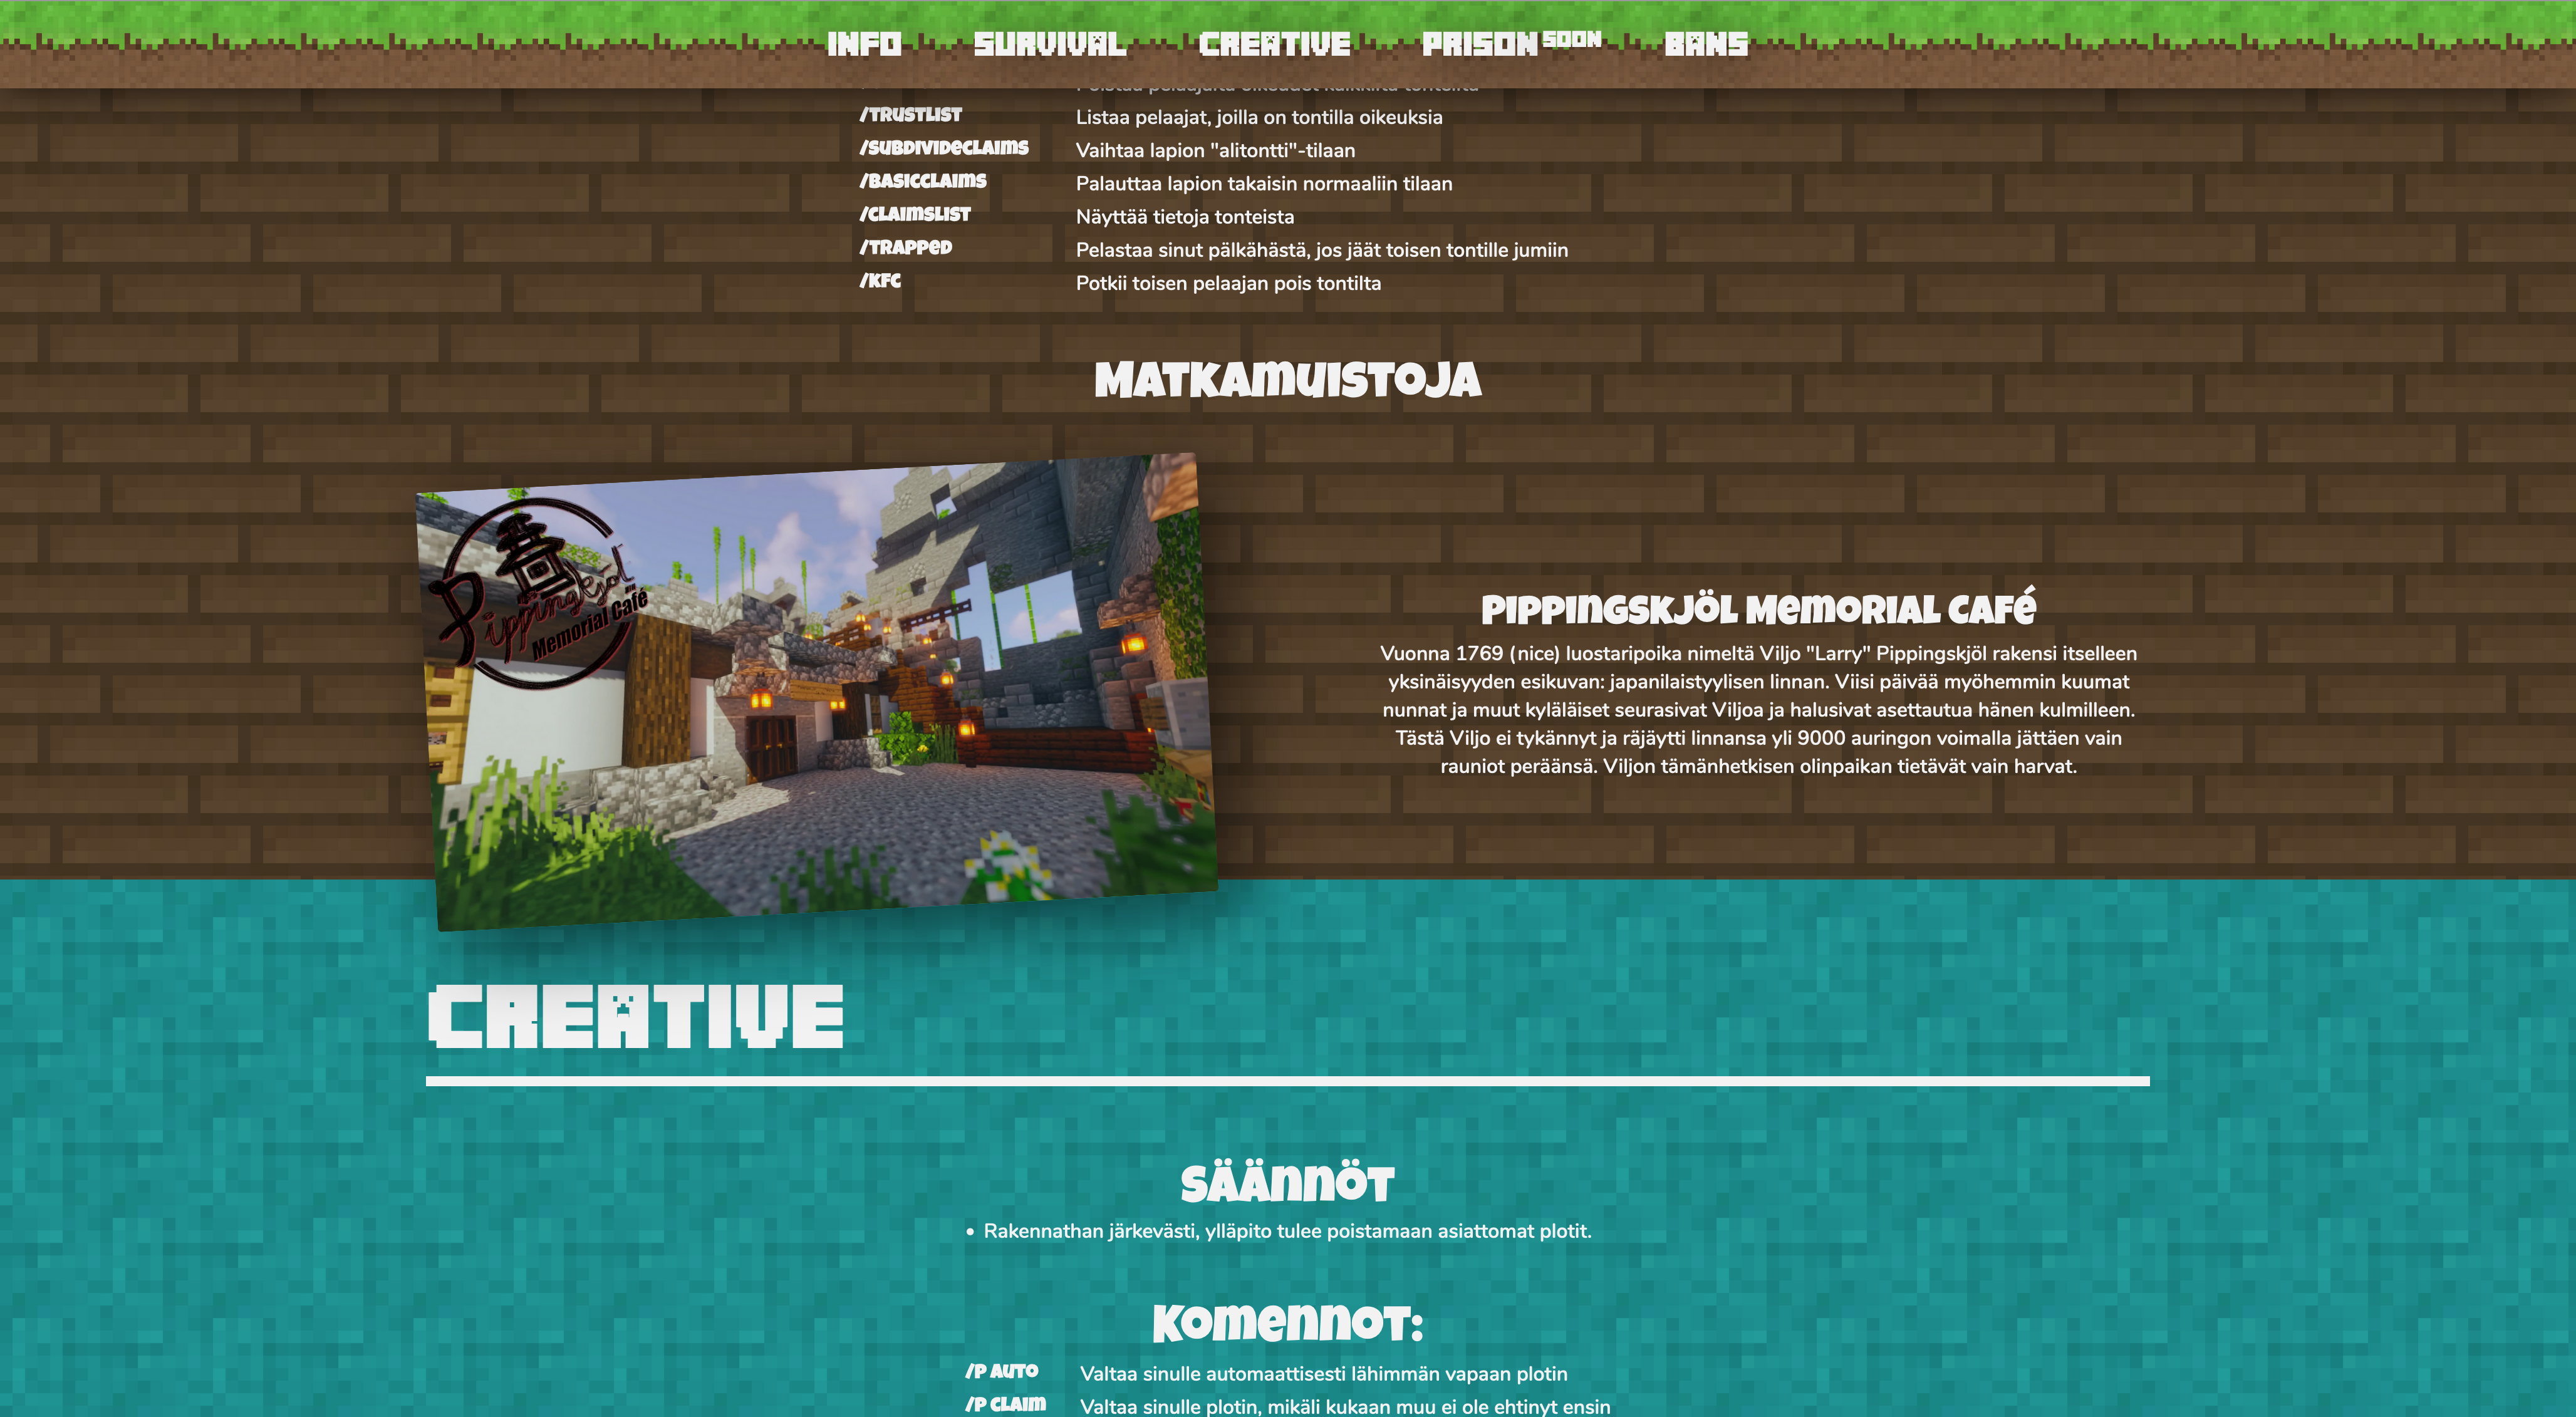 INFO SURVIVAL CREATIVE PRISON SOON BANS
Poistaa pelaajalta oikeudet kaikkilta tonteilta
/TRUSTLIST Listaa pelaajat, joilla on tontilla oikeuksia
/SUBDIVIDECLAIMS Vaihtaa lapion "alitontti"-tilaan
/BASICCLAIMS Palauttaa lapion takaisin normaaliin tilaan
/CLAIMSLIST Näyttää tietoja tonteista
/TRAPPED Pelastaa sinut pälkähästä, jos jäät toisen tontille jumiin
/KFC Potkii toisen pelaajan pois tontilta
MATKAMUISTOJA
Pippingskjöl
Memorial Café
PIPPINGSKJÖL MEMORIAL CAFÉ
Vuonna 1769 (nice) luostaripoika nimeltä Viljo "Larry" Pippingskjöl rakensi itselleen
yksinäisyyden esikuvan: japanilaistyylisen linnan. Viisi päivää myöhemmin kuumat
nunnat ja muut kyläläiset seurasivat Viljoa ja halusivat asettautua hänen kulmilleen.
Tästä Viljo ei tykännyt ja räjäytti linnansa yli 9000 auringon voimalla jättäen vain
rauniot peräänsä. Viljon tämänhetkisen olinpaikan tietävät vain harvat.
CREATIVE
SÄÄNNÖT
• Rakennathan järkevästi, ylläpito tulee poistamaan asiattomat plotit.
KOMENNOT:
/P AUTO Valtaa sinulle automaattisesti lähimmän vapaan plotin
/P CLAIM Valtaa sinulle plotin, mikäli kukaan muu ei ole ehtinyt ensin